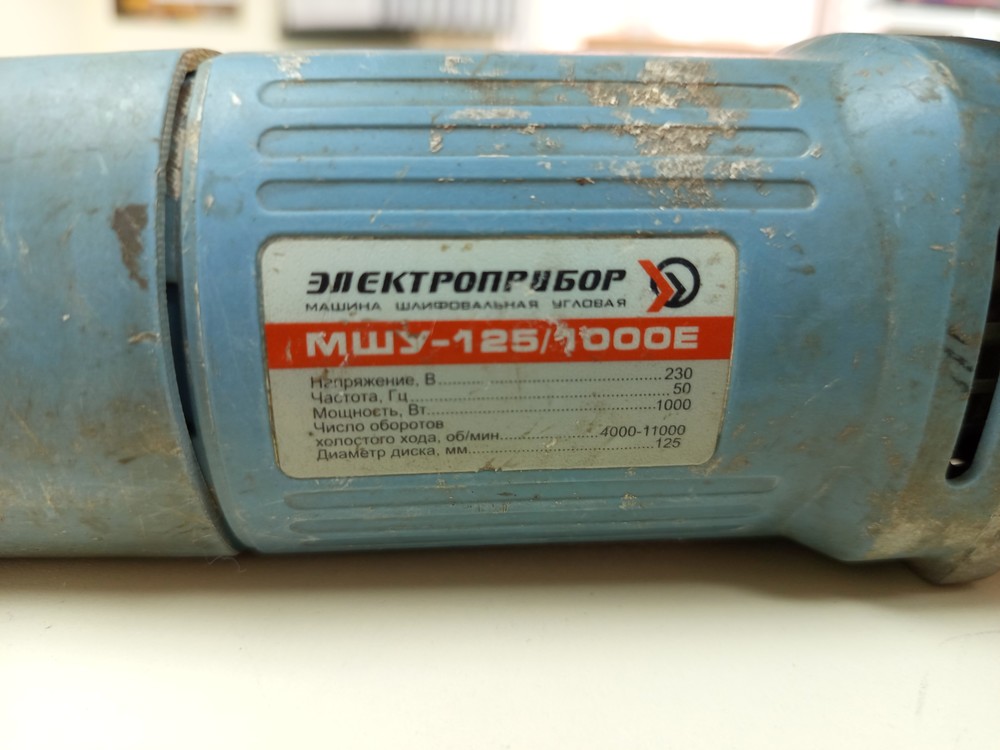 ЭЛЕКТРОПРИБОР
МАШИНА ШЛИФОВАЛЬНАЯ УГЛОВАЯ
МШУ-125/1000Е
Напряжение, В........................................230
Частота, Гц........................................50
Мощность, Вт........................................1000
Число оборотов
холостого хода, об/мин....................4000-11000
Диаметр диска, мм....................................125